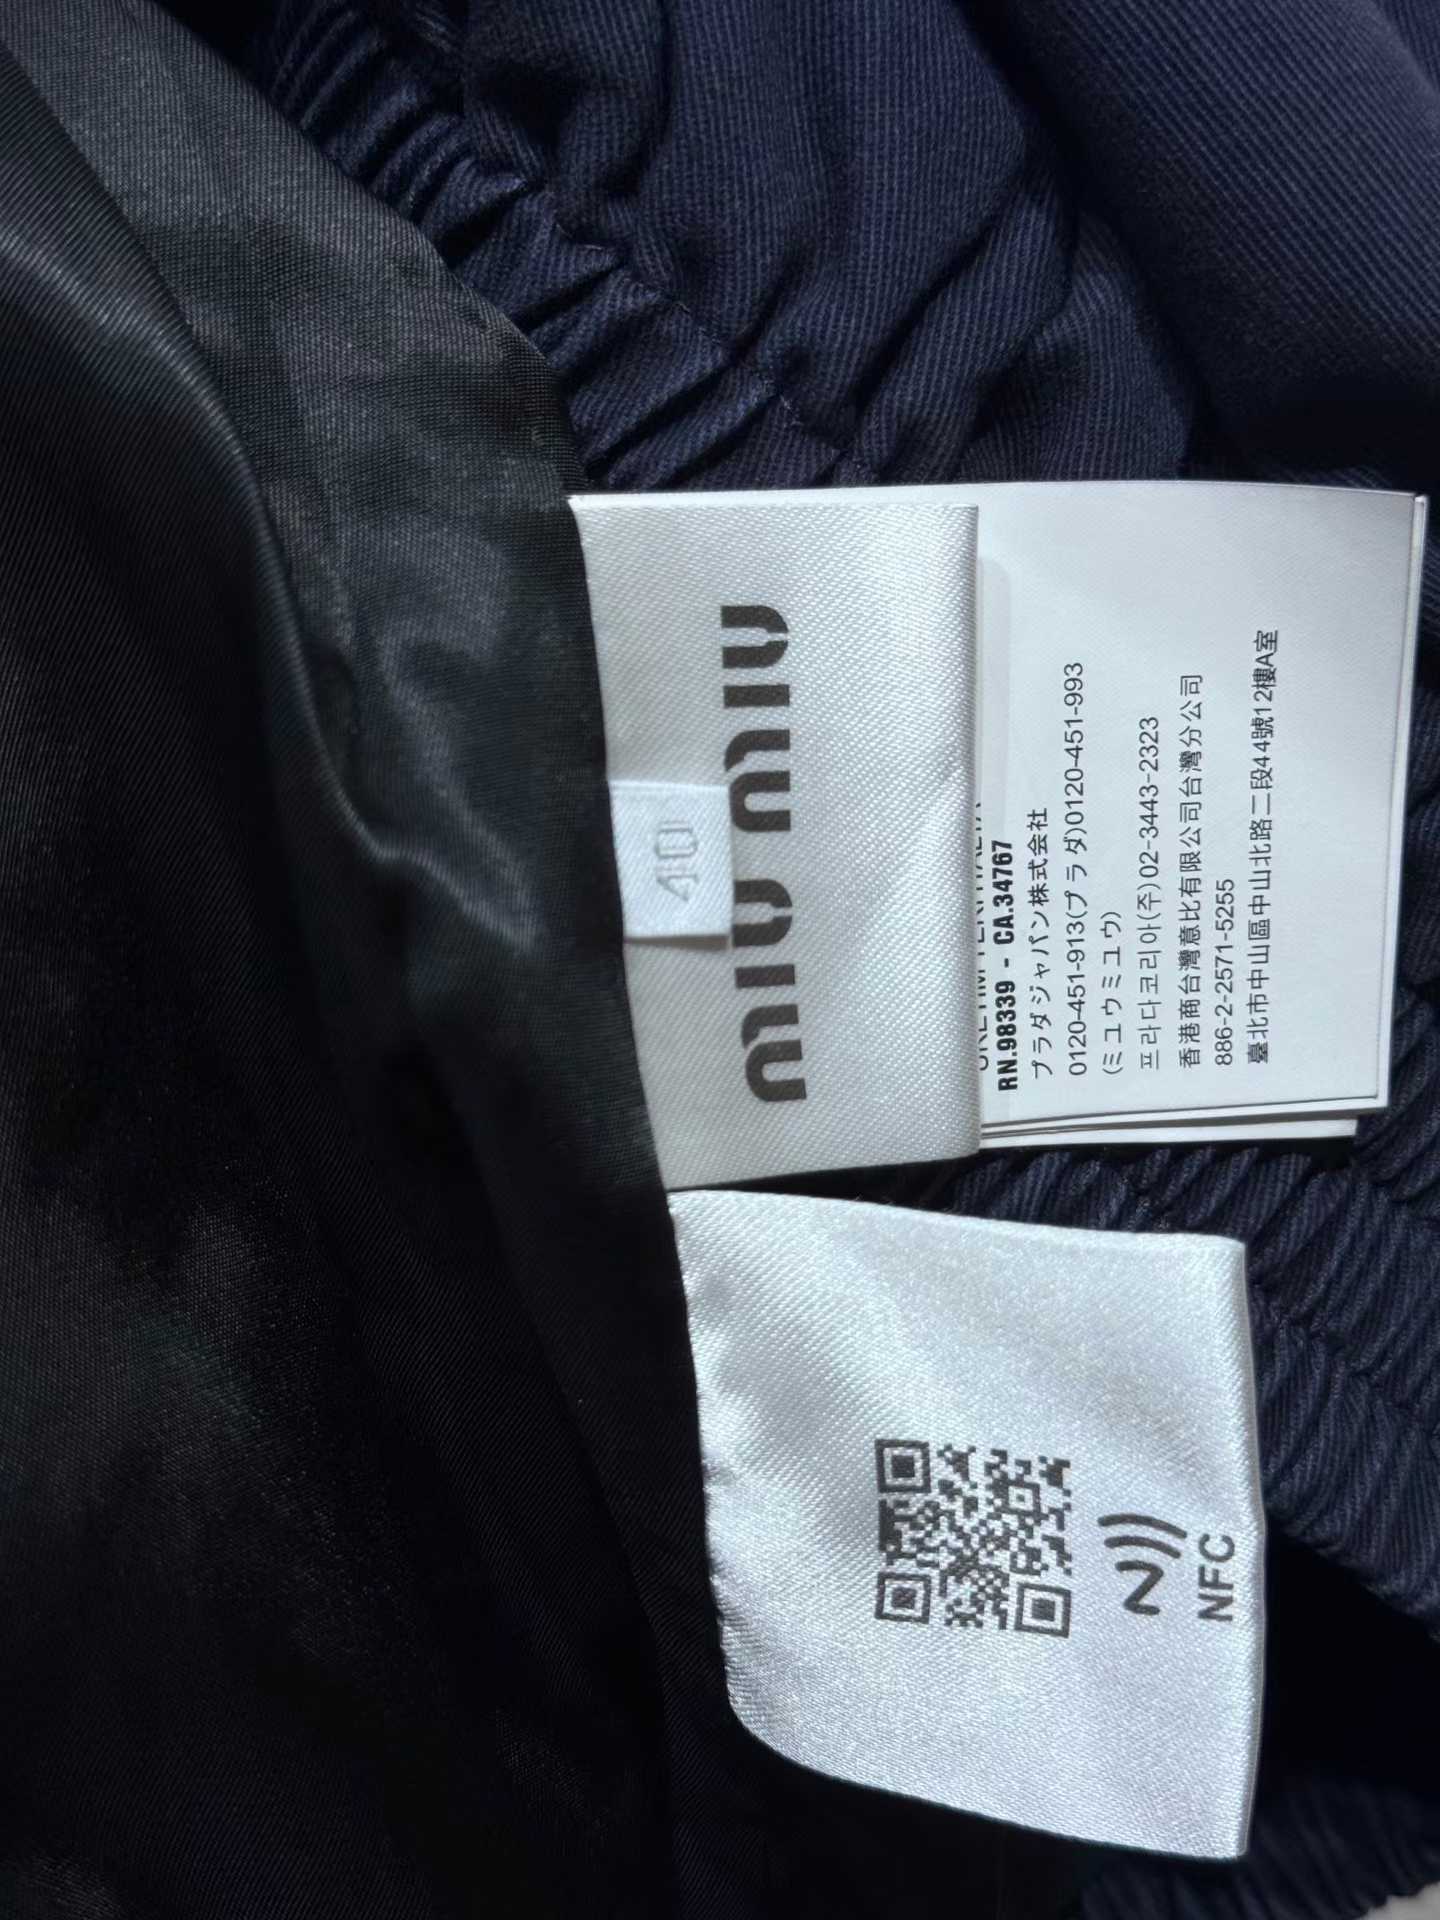 miu miu
40
RN.98339 - CA.34767
プラダジャパン株式会社
0120-451-913(プラダ)0120-451-993
(ミュウミュウ)
프라다코리아(주)02-3443-2323
香港商台灣意比有限公司台灣分公司
886-2-2571-5255
臺北市中山區中山北路二段44號12樓A室
NFC